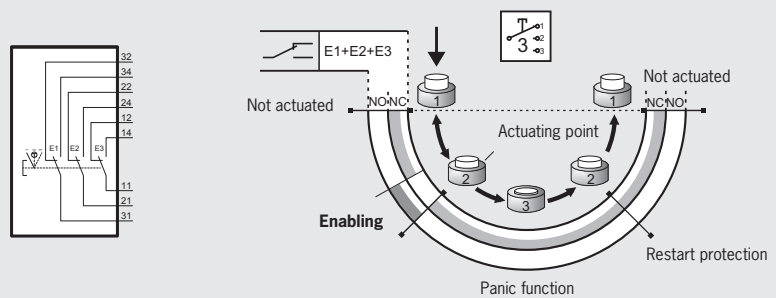 32
34
22
24
12
14
E1 E2 E3
11
21
31
E1+E2+E3
3 1 2 3
Not actuated
NO NC
1
1
Not actuated
NC NO
Actuating point
2
2
3
Enabling
Restart protection
Panic function